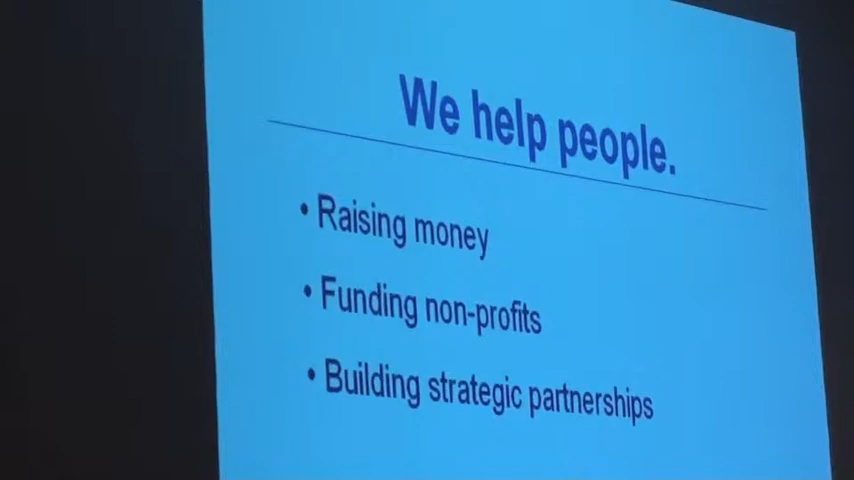 We help people.
• Raising money
• Funding non-profits
• Building strategic partnerships